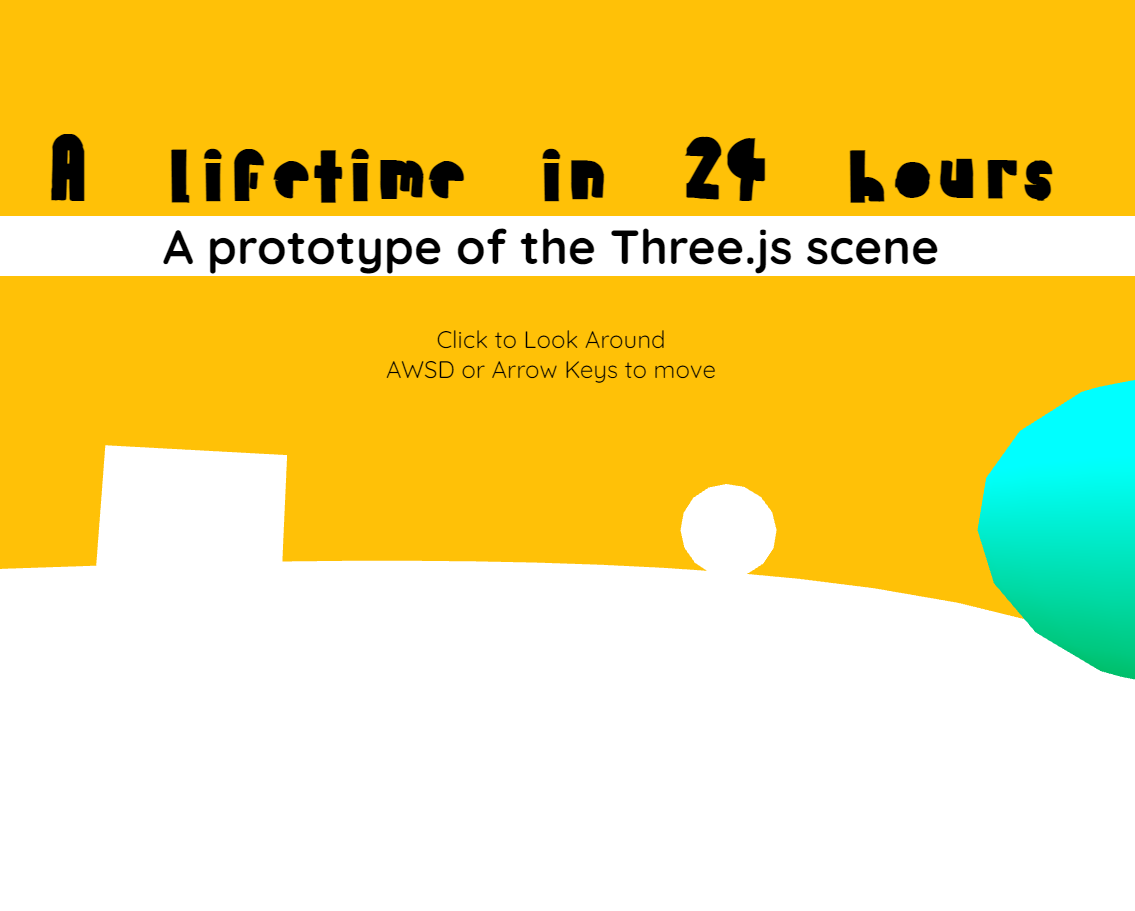 A lifetime in 24 hours
A prototype of the Three.js scene
Click to Look Around
AWSD or Arrow Keys to move